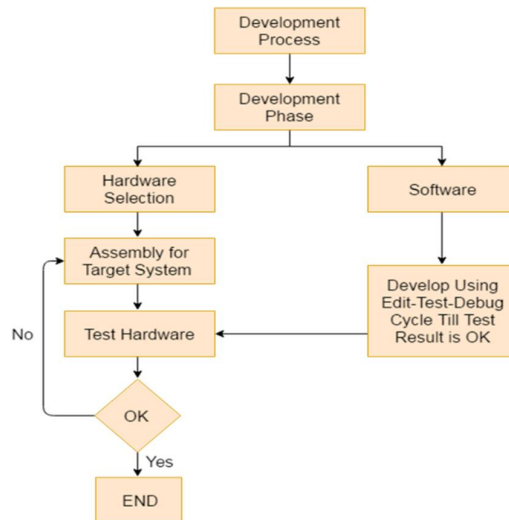 Development
Process
Development
Phase
Hardware
Selection
Software
Assembly for
Target System
Develop Using
Edit-Test-Debug
Cycle Till Test
Result is OK
No
Test Hardware
OK
Yes
END